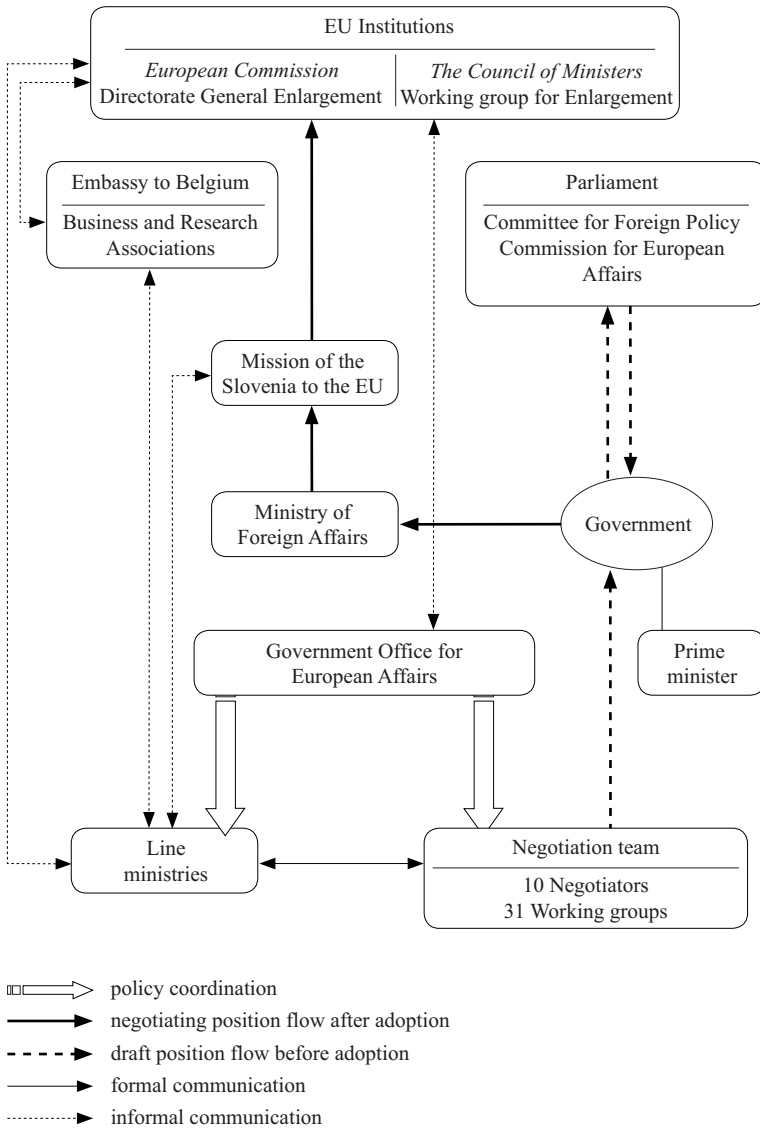 EU Institutions
European Commission
Directorate General Enlargement
The Council of Ministers
Working group for Enlargement
Embassy to Belgium
Business and Research
Associations
Parliament
Committee for Foreign Policy
Commission for European
Affairs
Mission of the
Slovenia to the EU
Ministry of
Foreign Affairs
Government
Government Office for
European Affairs
Prime
minister
Line
ministries
Negotiation team
10 Negotiators
31 Working groups
policy coordination
negotiating position flow after adoption
draft position flow before adoption
formal communication
informal communication